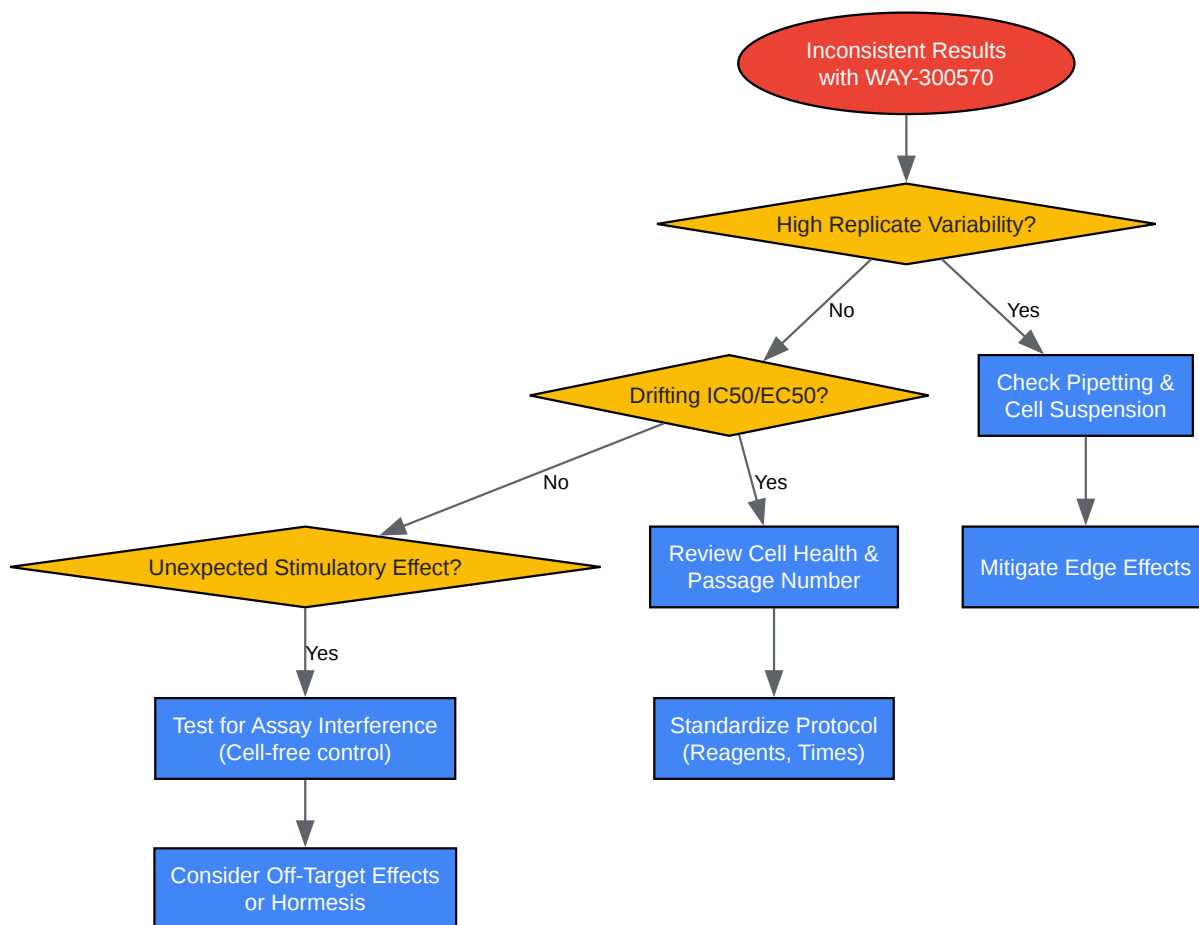 Inconsistent Results
with WAY-300570
High Replicate Variability?
No
Yes
Drifting IC50/EC50?
Check Pipetting &
Cell Suspension
No
Yes
Unexpected Stimulatory Effect?
Review Cell Health &
Passage Number
Mitigate Edge Effects
Yes
Test for Assay Interference
(Cell-free control)
Standardize Protocol
(Reagents, Times)
Consider Off-Target Effects
or Hormesis